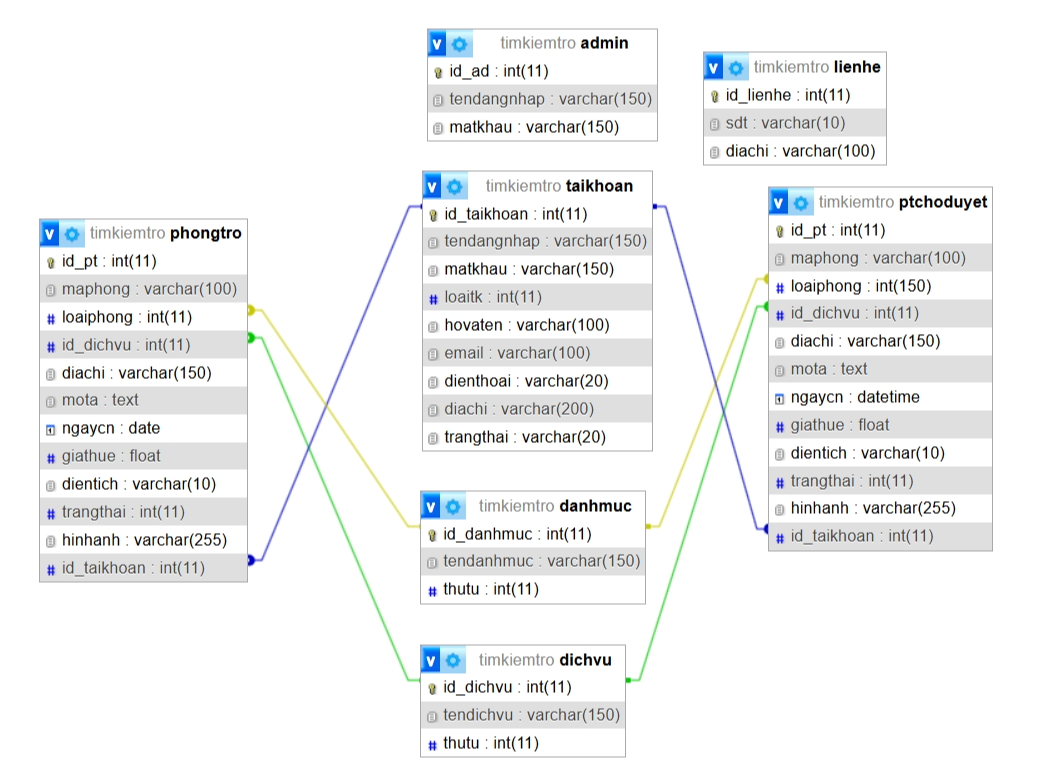 timkiemtro admin
id_ad : int(11)
tendangnhap : varchar(150)
matkhau : varchar(150)
timkiemtro lienhe
id_lienhe : int(11)
sdt : varchar(10)
diachi : varchar(100)
timkiemtro phongtro
id_pt : int(11)
maphong : varchar(100)
loaiphong : int(11)
id_dichvu : int(11)
diachi : varchar(150)
mota : text
ngaycn : date
giathue : float
dientich : varchar(10)
trangthai : int(11)
hinhanh : varchar(255)
id_taikhoan : int(11)
timkiemtro taikhoan
id_taikhoan : int(11)
tendangnhap : varchar(150)
matkhau : varchar(150)
loaitk : int(11)
hovaten : varchar(100)
email : varchar(100)
dienthoai : varchar(20)
diachi : varchar(200)
trangthai : varchar(20)
timkiemtro ptchoduyet
id_pt : int(11)
maphong : varchar(100)
loaiphong : int(150)
id_dichvu : int(11)
diachi : varchar(150)
mota : text
ngaycn : datetime
giathue : float
dientich : varchar(10)
trangthai : int(11)
hinhanh : varchar(255)
id_taikhoan : int(11)
timkiemtro danhmuc
id_danhmuc : int(11)
tendanhmuc : varchar(150)
thutu : int(11)
timkiemtro dichvu
id_dichvu : int(11)
tendichvu : varchar(150)
thutu : int(11)